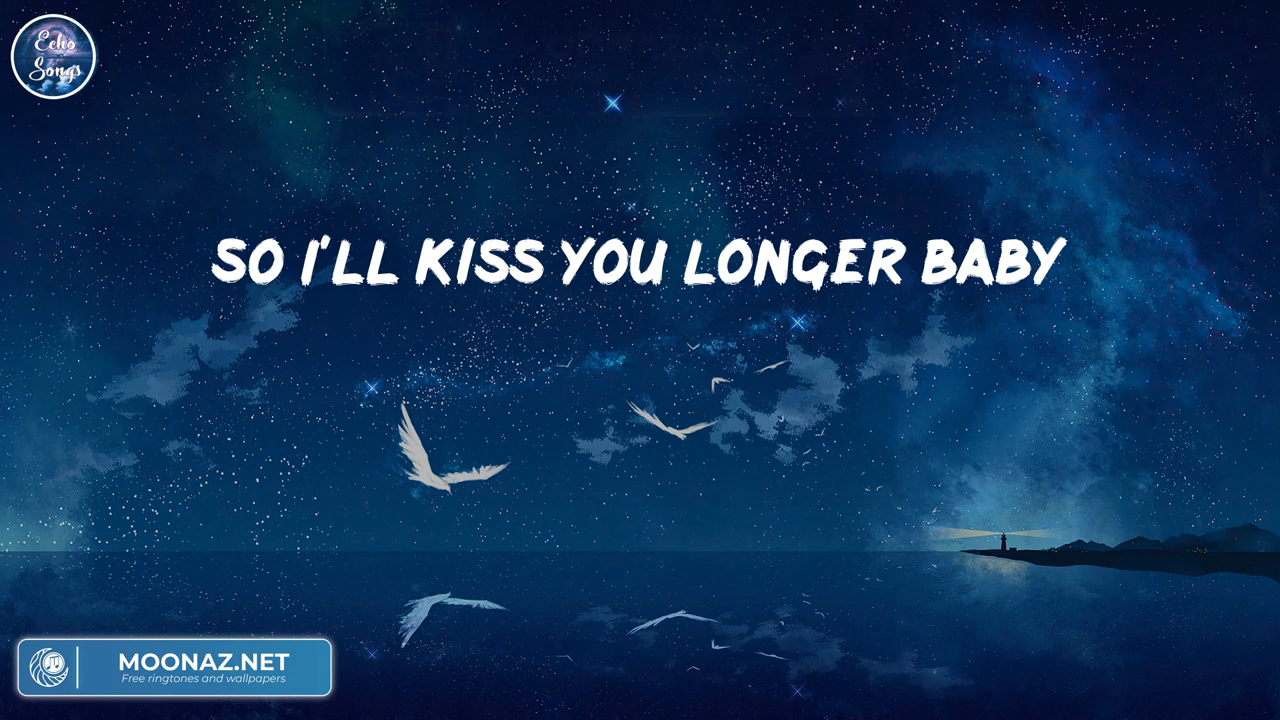 Echo
Songs
SO I'LL KISS YOU LONGER BABY
MOONAZ.NET
Free ringtones and wallpapers